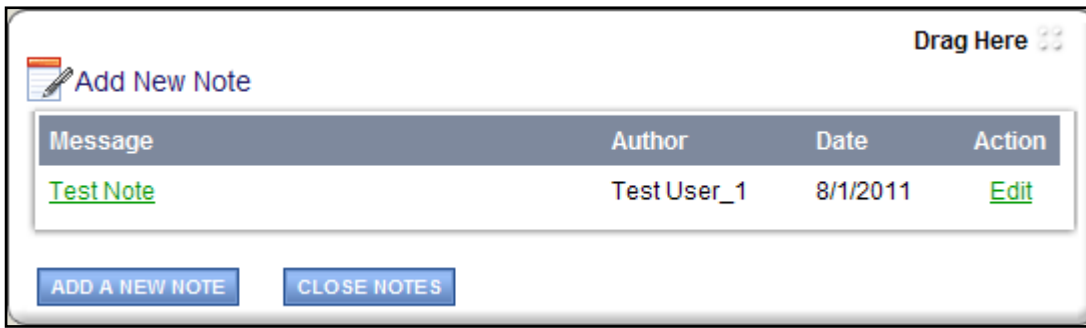 Drag Here
Add New Note
Message Author Date Action
Test Note Test User_1 8/1/2011 Edit
ADD A NEW NOTE CLOSE NOTES